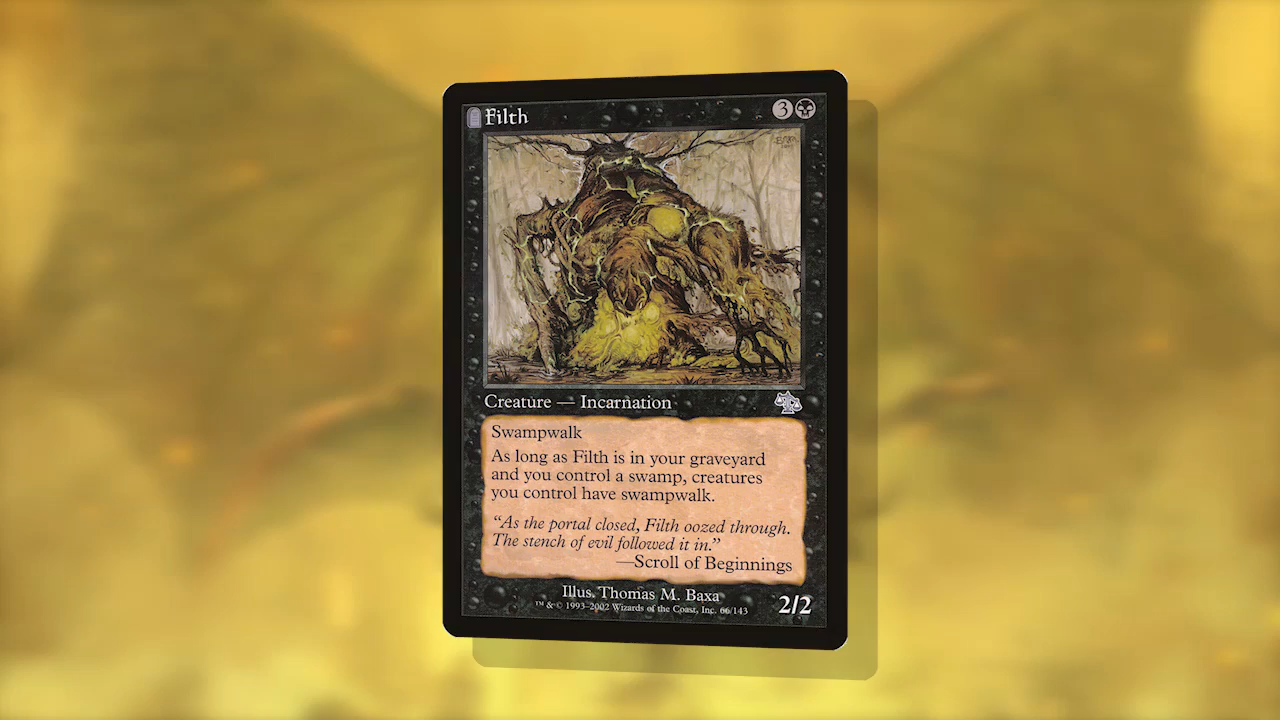 Filth 3
Creature — Incarnation
Swampwalk
As long as Filth is in your graveyard
and you control a swamp, creatures
you control have swampwalk.
“As the portal closed, Filth oozed through.
The stench of evil followed it in.”
—Scroll of Beginnings
Illus. Thomas M. Baxa
™ & © 1993–2002 Wizards of the Coast, Inc. 66/143
2/2